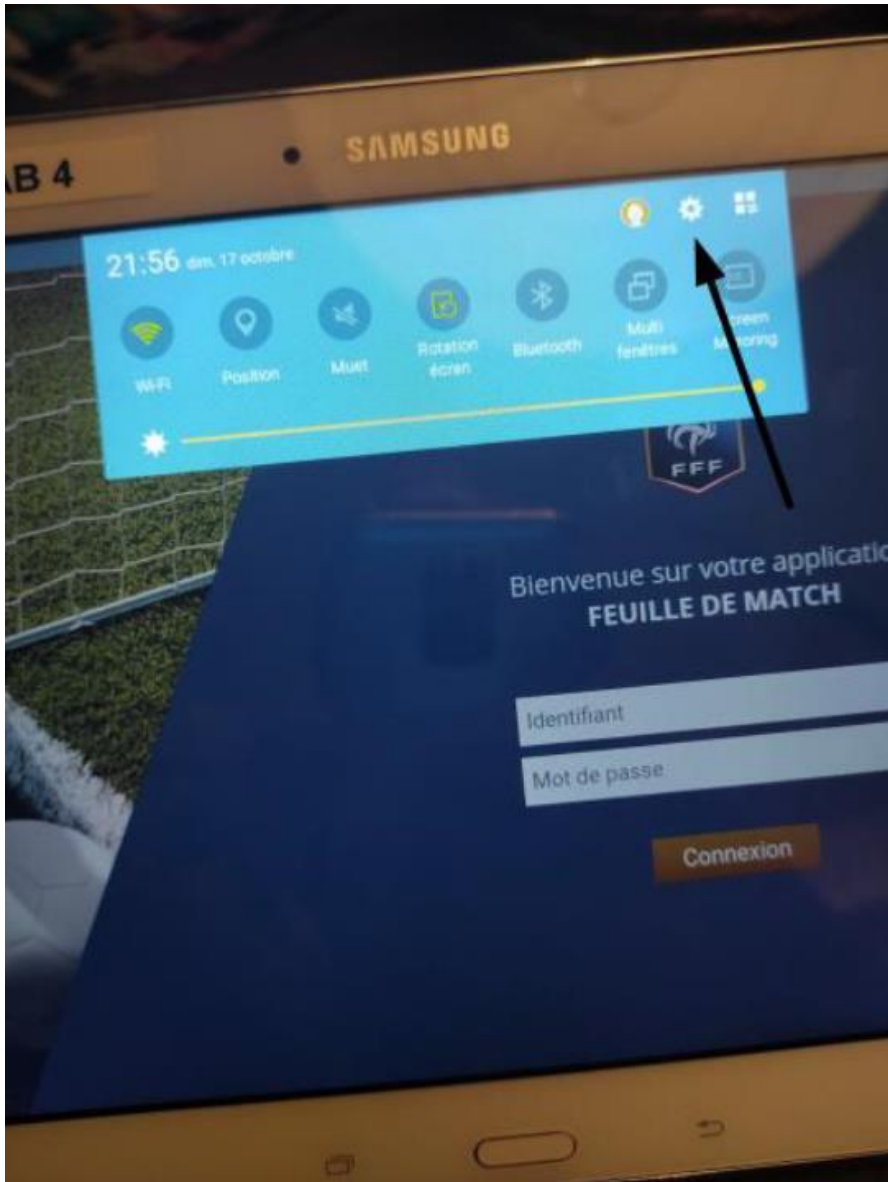 SAMSUNG
AB 4
21:56 dim. 17 octobre
Wi-Fi
Position
Muet
Rotation
écran
Bluetooth
Multi
fenêtres
Screen
Mirroring
FFF
Bienvenue sur votre applicatio
FEUILLE DE MATCH
Identifiant
Mot de passe
Connexion